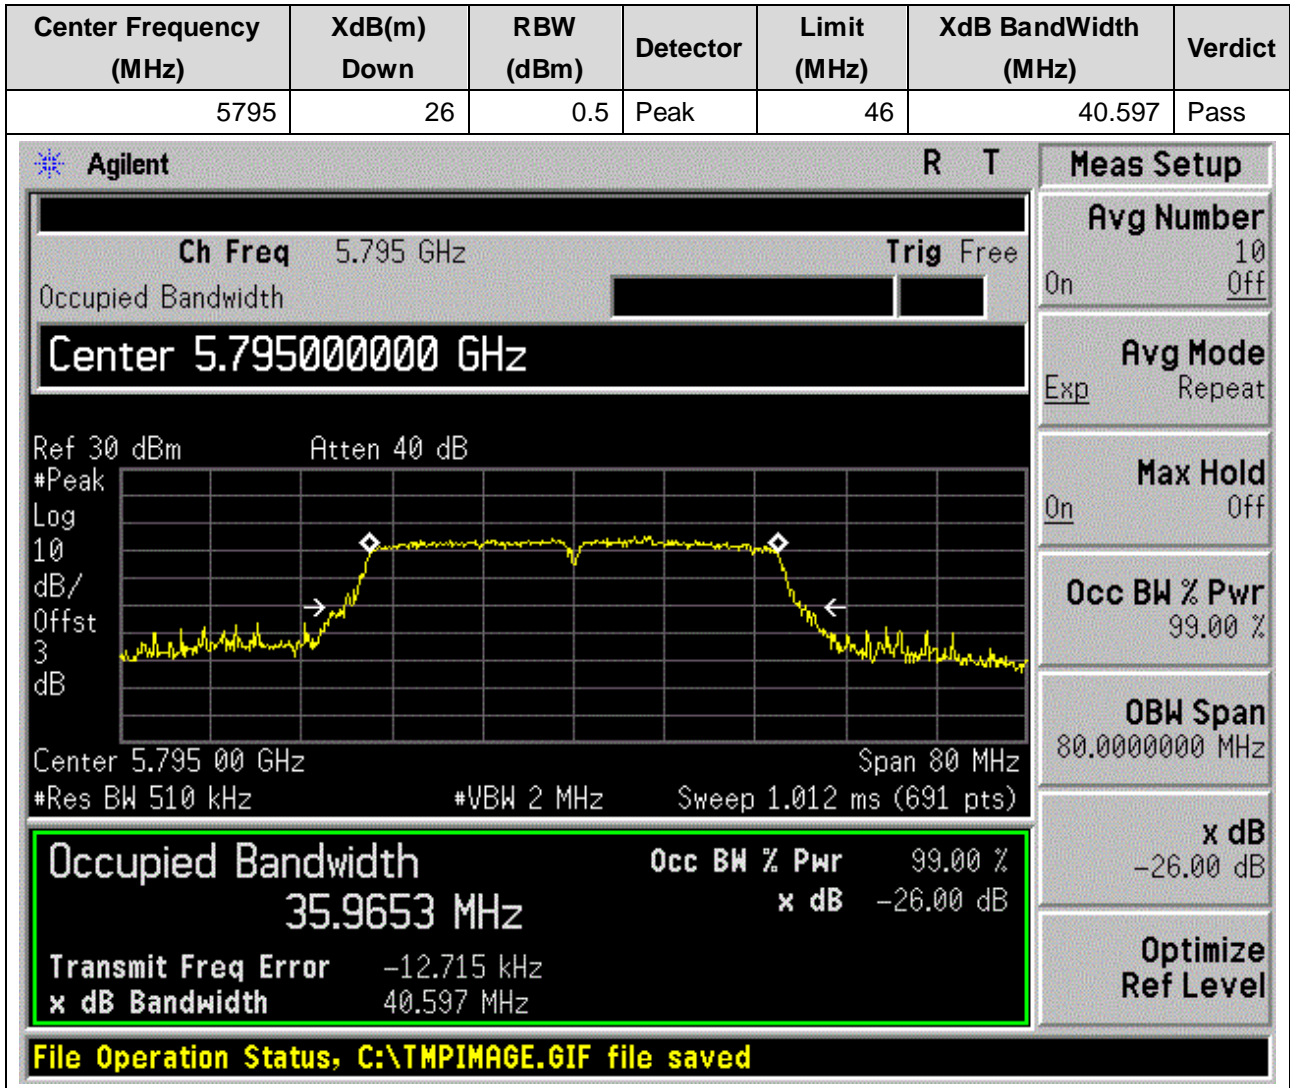 Center Frequency (MHz) XdB(m) Down RBW (dBm) Detector Limit (MHz) XdB BandWidth (MHz) Verdict
5795 26 0.5 Peak 46 40.597 Pass
Agilent R T Meas Setup
Avg Number
10
On Off
Ch Freq 5.795 GHz Trig Free
Occupied Bandwidth
Center 5.795000000 GHz
Avg Mode
Exp Repeat
Ref 30 dBm Atten 40 dB
#Peak
Log
10
dB/
Offst
3
dB
Max Hold
On Off
Occ BW % Pwr
99.00 %
OBW Span
80.0000000 MHz
Center 5.795 00 GHz Span 80 MHz
#Res BW 510 kHz #VBW 2 MHz Sweep 1.012 ms (691 pts)
x dB
-26.00 dB
Occupied Bandwidth Occ BW % Pwr 99.00 %
35.9653 MHz x dB -26.00 dB
Transmit Freq Error -12.715 kHz
x dB Bandwidth 40.597 MHz
Optimize
Ref Level
File Operation Status, C:\TMPIMAGE.GIF file saved